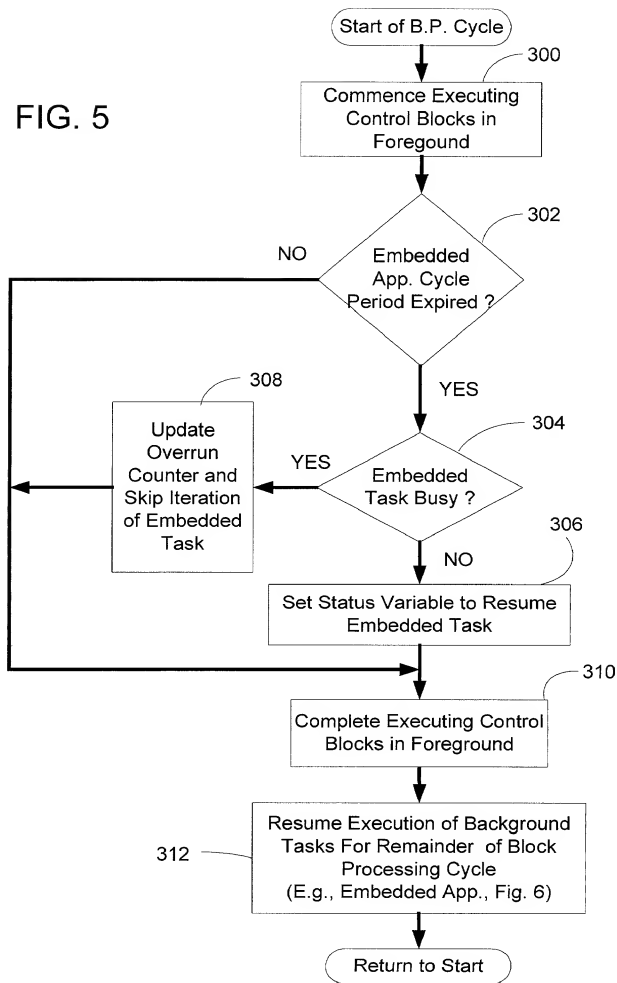 Start of B.P. Cycle
300
FIG. 5
Commence Executing
Control Blocks in
Foregound
302
NO
Embedded
App. Cycle
Period Expired ?
308
YES
304
Update
Overrun
Counter and
Skip Iteration
of Embedded
Task
YES
Embedded
Task Busy ?
306
NO
Set Status Variable to Resume
Embedded Task
310
Complete Executing Control
Blocks in Foreground
312
Resume Execution of Background
Tasks For Remainder of Block
Processing Cycle
(E.g., Embedded App., Fig. 6)
Return to Start